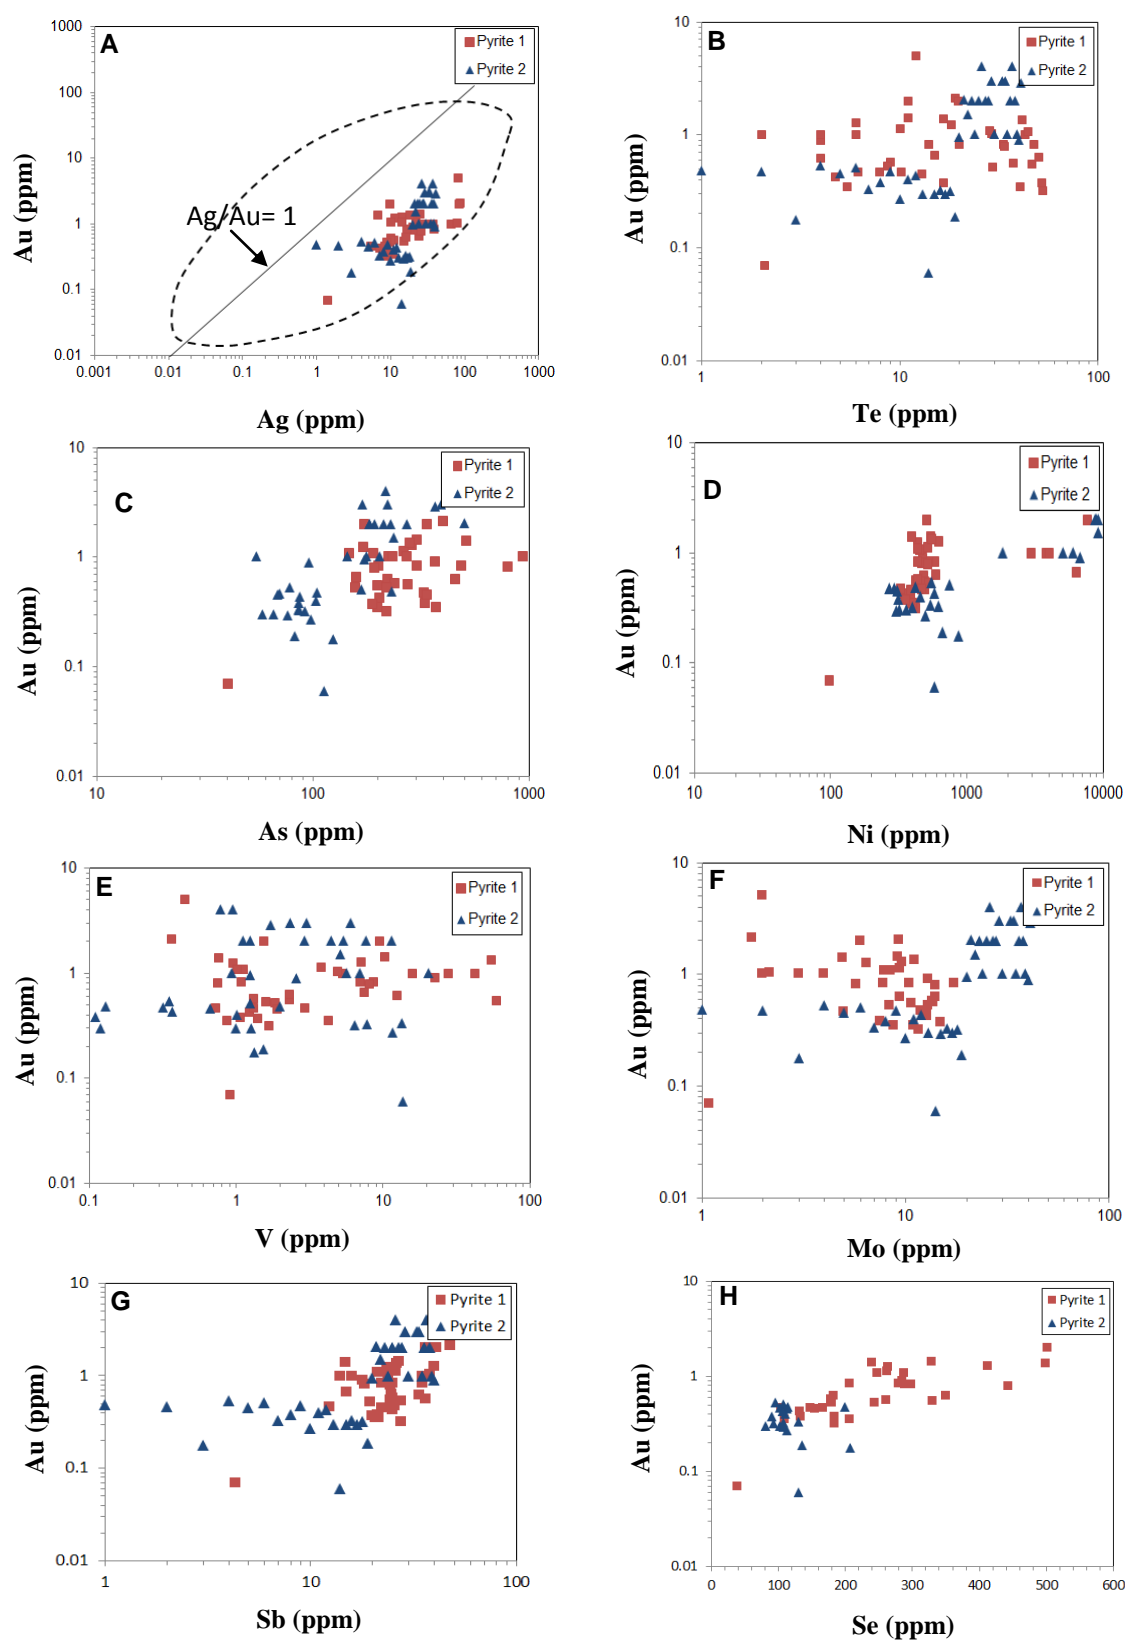 A
Pyrite 1
Pyrite 2
Ag/Au= 1
1000
100
10
1
0.1
0.01
0.001
0.01
0.1
1
10
100
1000
Au (ppm)
Ag (ppm)
B
Pyrite 1
Pyrite 2
10
1
0.1
0.01
1
10
100
Au (ppm)
Te (ppm)
C
Pyrite 1
Pyrite 2
10
1
0.1
0.01
10
100
1000
Au (ppm)
As (ppm)
D
Pyrite 1
Pyrite 2
10
1
0.1
0.01
10
100
1000
10000
Au (ppm)
Ni (ppm)
E
Pyrite 1
Pyrite 2
10
1
0.1
0.01
0.1
1
10
100
Au (ppm)
V (ppm)
F
Pyrite 1
Pyrite 2
10
1
0.1
0.01
1
10
100
Au (ppm)
Mo (ppm)
G
Pyrite 1
Pyrite 2
10
1
0.1
0.01
1
10
100
Au (ppm)
Sb (ppm)
H
Pyrite 1
Pyrite 2
10
1
0.1
0.01
0
100
200
300
400
500
600
Au (ppm)
Se (ppm)